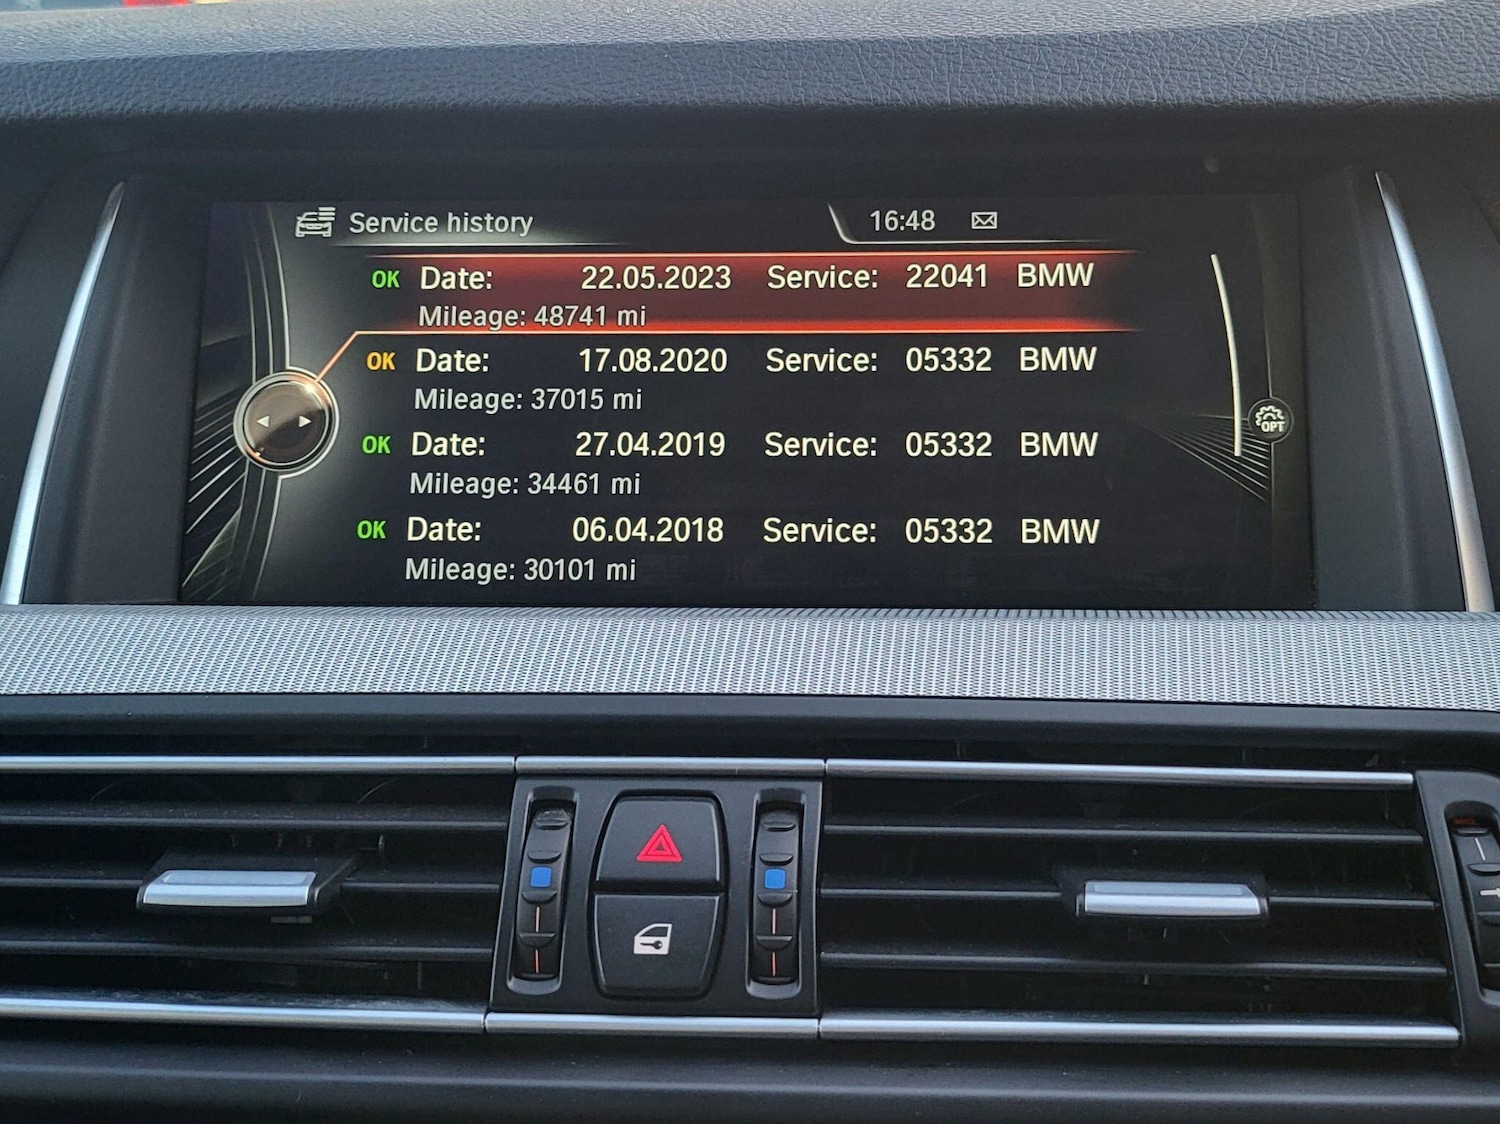 Service history 16:48
OK Date: 22.05.2023 Service: 22041 BMW
Mileage: 48741 mi
OK Date: 17.08.2020 Service: 05332 BMW
Mileage: 37015 mi
OK Date: 27.04.2019 Service: 05332 BMW
Mileage: 34461 mi
OPT
OK Date: 06.04.2018 Service: 05332 BMW
Mileage: 30101 mi